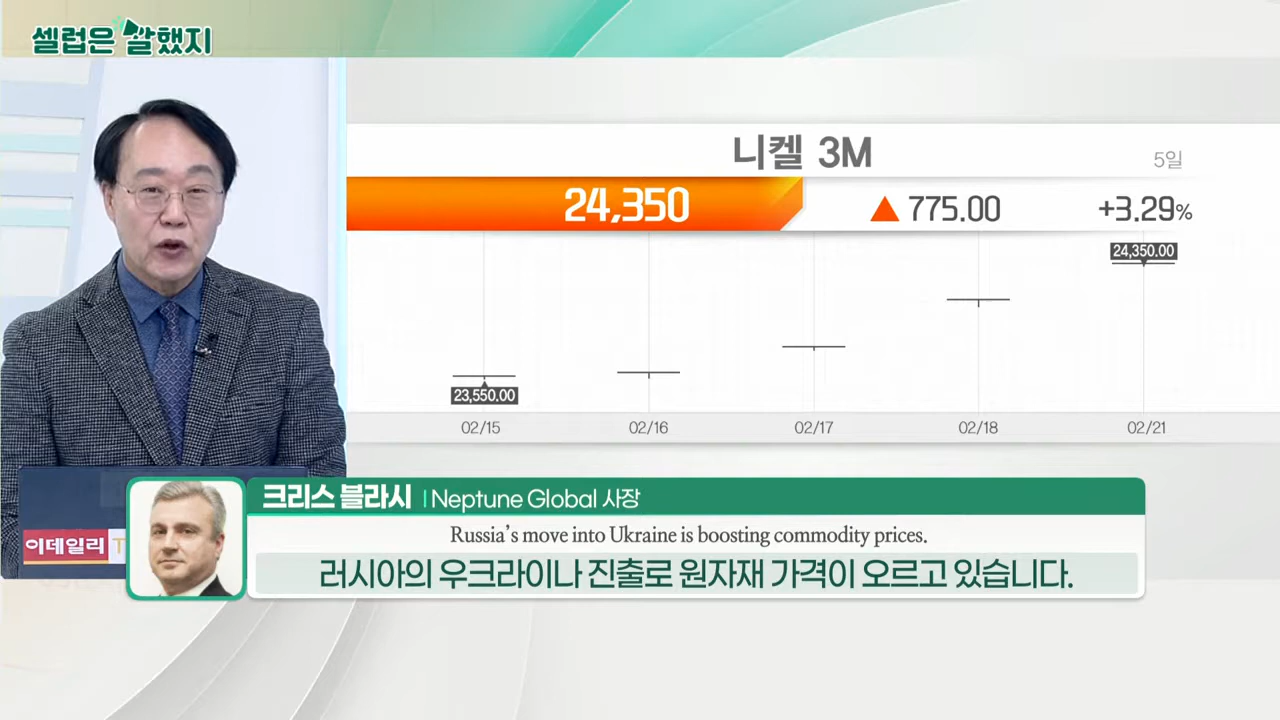 셀럽은 말했지
니켈 3M
5일
24,350
▲ 775.00
+3.29%
24,350.00
23,550.00
02/15
02/16
02/17
02/18
02/21
크리스 블라시 | Neptune Global 사장
Russia's move into Ukraine is boosting commodity prices.
러시아의 우크라이나 진출로 원자재 가격이 오르고 있습니다.
이데일리 T